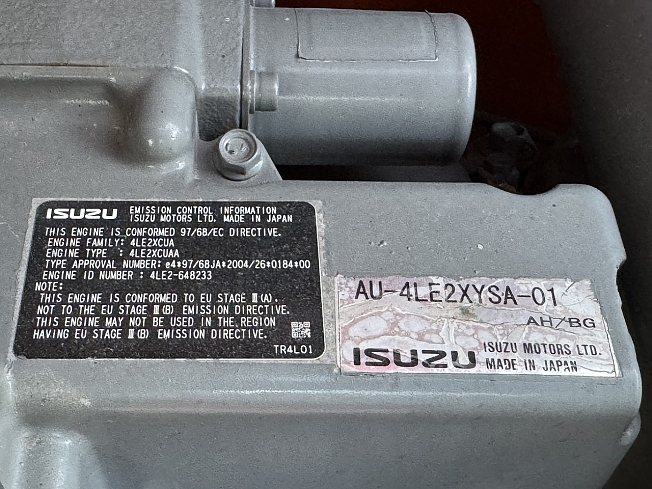 ISUZU EMISSION CONTROL INFORMATION
ISUZU MOTORS LTD. MADE IN JAPAN
THIS ENGINE IS CONFORMED 97/68/EC DIRECTIVE.
ENGINE FAMILY: 4LE2XCUA
ENGINE TYPE : 4LE2XCUAA
TYPE APPROVAL NUMBER: e4*97/68JA*2004/26*0184*00
ENGINE ID NUMBER : 4LE2-648233
NOTE:
THIS ENGINE IS CONFORMED TO EU STAGE Ⅲ (A),
NOT TO THE EU STAGE Ⅲ (B) EMISSION DIRECTIVE.
THIS ENGINE MAY NOT BE USED IN THE REGION
HAVING EU STAGE Ⅲ (B) EMISSION DIRECTIVE.
TR4L01
AU-4LE2XYSA-01
AH/BG
ISUZU ISUZU MOTORS LTD.
MADE IN JAPAN